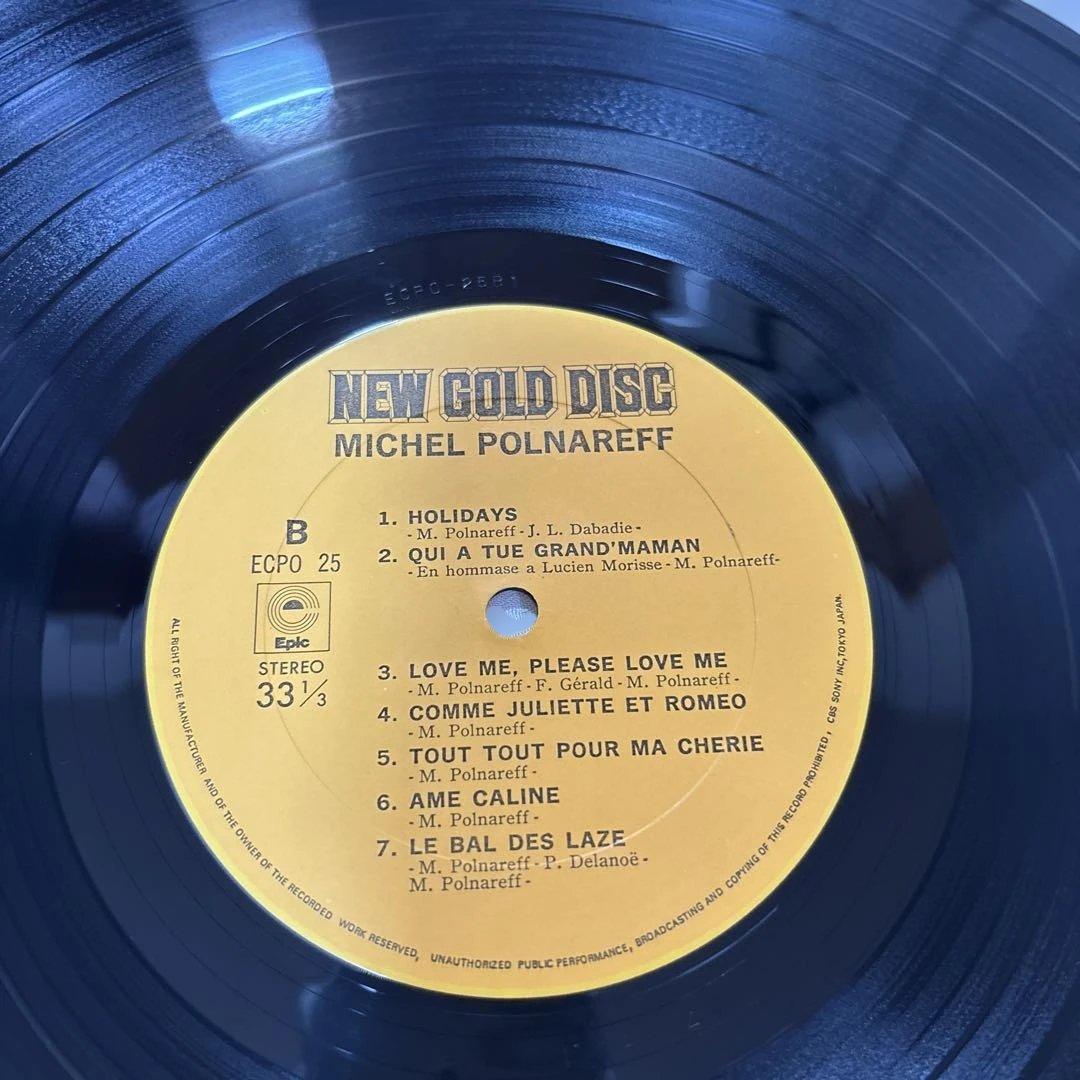 ECPO-25B1
NEW GOLD DISC
MICHEL POLNAREFF
B
ECPO 25
Epic
STEREO
33 1/3
1. HOLIDAYS
- M. Polnareff - J. L. Dabadie -
2. QUI A TUE GRAND'MAMAN
- En hommase a Lucien Morisse - M. Polnareff -
3. LOVE ME, PLEASE LOVE ME
- M. Polnareff - F. Gérald - M. Polnareff -
4. COMME JULIETTE ET ROMEO
- M. Polnareff -
5. TOUT TOUT POUR MA CHERIE
- M. Polnareff -
6. AME CALINE
- M. Polnareff -
7. LE BAL DES LAZE
- M. Polnareff - P. Delanoë -
M. Polnareff -
ALL RIGHT OF THE MANUFACTURER AND OF THE OWNER OF THE RECORDED WORK RESERVED, UNAUTHORIZED PUBLIC PERFORMANCE, BROADCASTING AND COPYING OF THIS RECORD PROHIBITED, CBS SONY INC, TOKYO JAPAN.